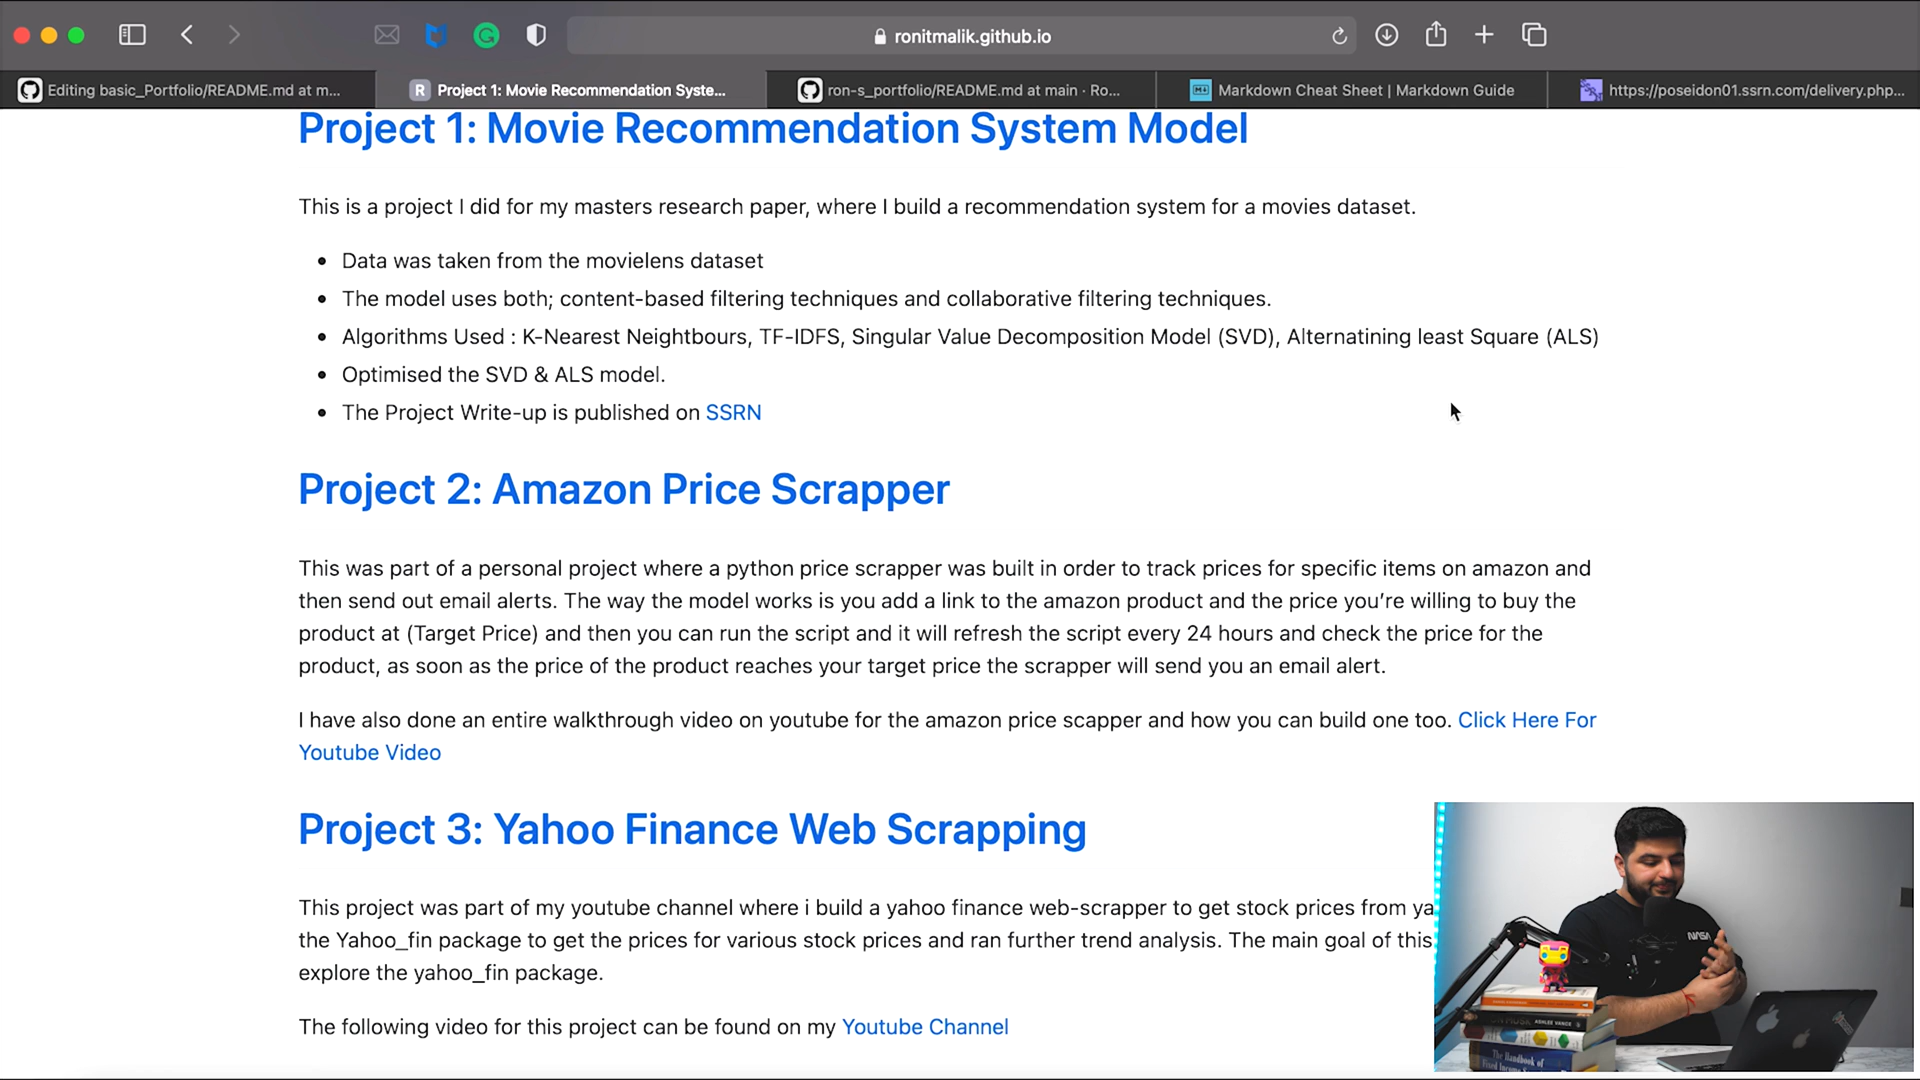 ronitmalik.github.io
Editing basic_Portfolio/README.md at m...
R Project 1: Movie Recommendation Syste...
ron-s_portfolio/README.md at main · Ro...
Markdown Cheat Sheet | Markdown Guide
https://poseidon01.ssrn.com/delivery.php...
Project 1: Movie Recommendation System Model
This is a project I did for my masters research paper, where I build a recommendation system for a movies dataset.
• Data was taken from the movielens dataset
• The model uses both; content-based filtering techniques and collaborative filtering techniques.
• Algorithms Used : K-Nearest Neightbours, TF-IDFS, Singular Value Decomposition Model (SVD), Alternatining least Square (ALS)
• Optimised the SVD & ALS model.
• The Project Write-up is published on SSRN
Project 2: Amazon Price Scrapper
This was part of a personal project where a python price scrapper was built in order to track prices for specific items on amazon and
then send out email alerts. The way the model works is you add a link to the amazon product and the price you're willing to buy the
product at (Target Price) and then you can run the script and it will refresh the script every 24 hours and check the price for the
product, as soon as the price of the product reaches your target price the scrapper will send you an email alert.
I have also done an entire walkthrough video on youtube for the amazon price scapper and how you can build one too. Click Here For
Youtube Video
Project 3: Yahoo Finance Web Scrapping
This project was part of my youtube channel where i build a yahoo finance web-scrapper to get stock prices from ya
the Yahoo_fin package to get the prices for various stock prices and ran further trend analysis. The main goal of this
explore the yahoo_fin package.
The following video for this project can be found on my Youtube Channel
NASA
ASHLEE VANCE
The Handbook of